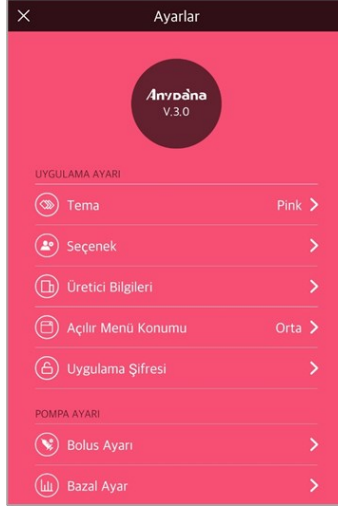 Ayarlar
Anydana
V.3.0
UYGULAMA AYARI
Tema Pink
Seçenek
Üretici Bilgileri
Açılır Menü Konumu Orta
Uygulama Şifresi
POMPA AYARI
Bolus Ayarı
Bazal Ayar